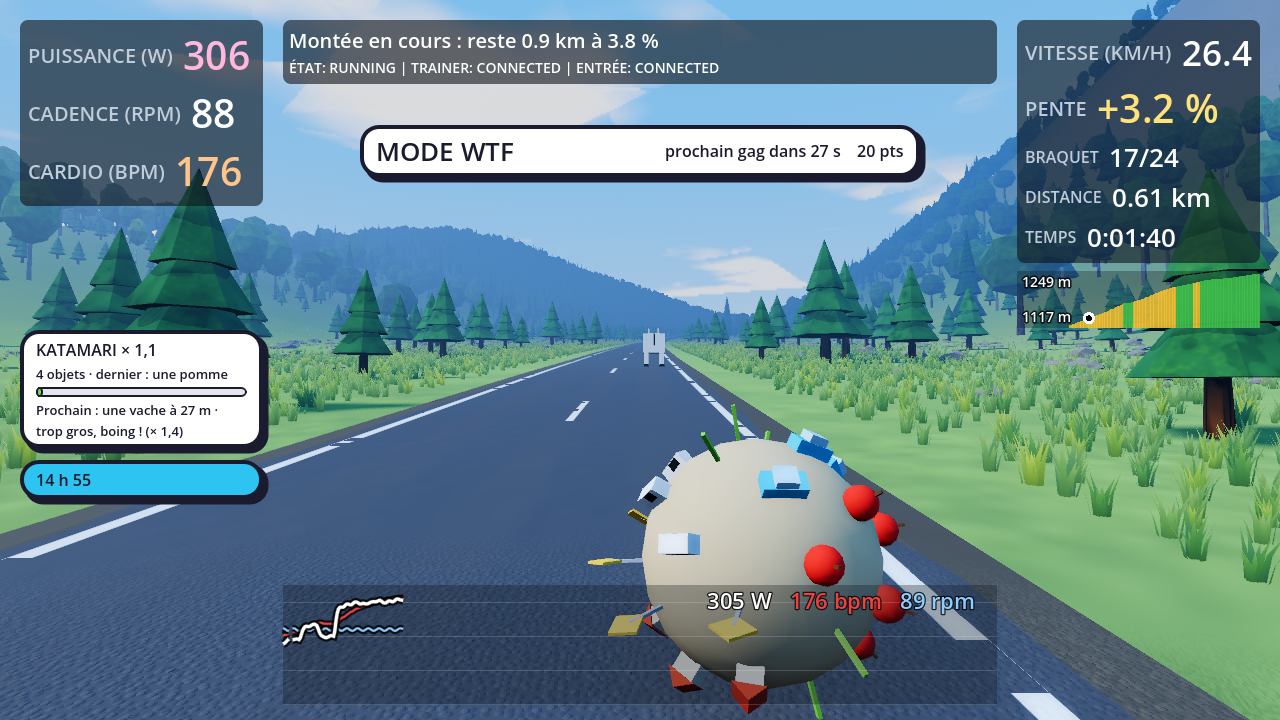 PUISSANCE (W) 306
CADENCE (RPM) 88
CARDIO (BPM) 176
Montée en cours : reste 0.9 km à 3.8 %
ÉTAT: RUNNING | TRAINER: CONNECTED | ENTRÉE: CONNECTED
MODE WTF prochain gag dans 27 s 20 pts
VITESSE (KM/H) 26.4
PENTE +3.2 %
BRAQUET 17/24
DISTANCE 0.61 km
TEMPS 0:01:40
1249 m
1117 m
KATAMARI × 1,1
4 objets · dernier : une pomme
Prochain : une vache à 27 m ·
trop gros, boing ! (× 1,4)
14 h 55
305 W 176 bpm 89 rpm